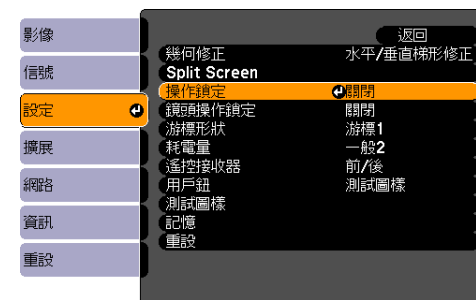 影像
信號
設定
擴展
網路
資訊
重設
返回
幾何修正 水平/垂直梯形修正
Split Screen
操作鎖定 關閉
鏡頭操作鎖定 關閉
游標形狀 游標1
耗電量 一般2
遙控接收器 前/後
用戶鈕 測試圖樣
測試圖樣
記憶
重設